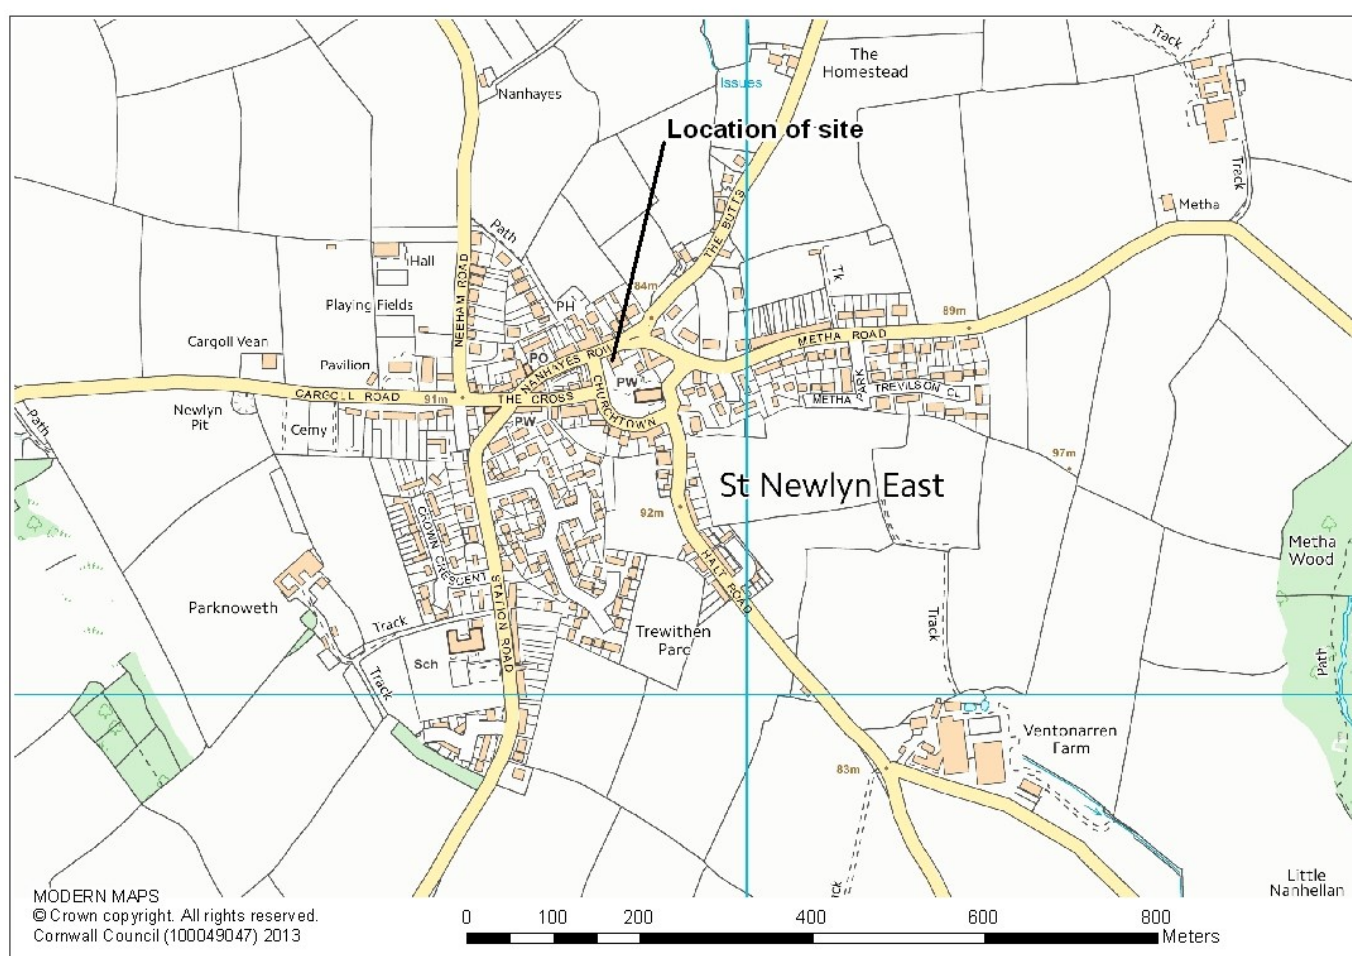 Track
The
Homestead
Issues
Nanhayes
Location of site
Track
Metha
THE BUTTS
Path
Hall
NEEHAM ROAD
Tk
84m
Playing Fields
PH
89m
METHA ROAD
Cargoll Vean
PO
NANHAYES ROW
Pavilion
PW
PARK
TREVILSON CL
CARGOLL ROAD
91m
THE CROSS
CHURCHTOWN
METHA
Path
Newlyn
Pit
Cemy
PW
97m
St Newlyn East
92m
CROWN CRESCENT
Metha
Wood
HALT ROAD
Parknoweth
STATION ROAD
Track
Track
Trewithen
Parc
Sch
Path
Track
Ventonarren
Farm
83m
Little
Nanhellan
MODERN MAPS
© Crown copyright. All rights reserved.
Cornwall Council (100049047) 2013
0 100 200 400 600 800
Meters